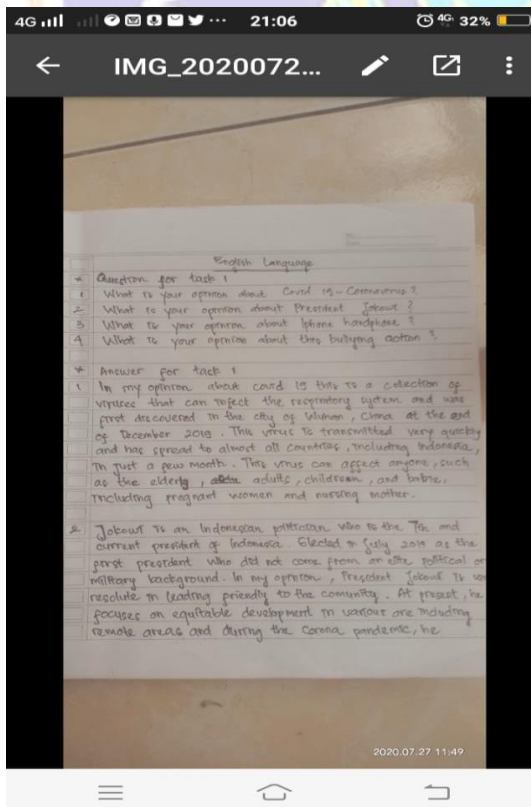 4G 21:06 4G 32%
IMG_2020072...
English Language
* Question for task 1
1 What is your opinion about Covid 19 - Coronavirus ?
2 What is your opinion about President Jokowi ?
3 What is your opinion about Iphone handphone ?
4 What is your opinion about this bullying action ?
* Answer for task 1
1 In my opinion about covid 19 this is a colection of
viruses that can infect the respiratory system and was
first discovered in the city of Wuhan, China at the end
of December 2019. This virus is transmitted very quickly
and has spread to almost all countries, including Indonesia,
in just a few month. This virus can affect anyone, such
as the elderly, adults, children, and
including pregnant women and nursing mother.
2 Jokowi is an Indonesian politician who is the 7th and
current president of Indonesia. Elected in July 2014 as the
first president who did not come from an elite political or
military background. In my opinion, President Jokowi is
resolute in leading friendly to the comunity. At present, he
focuses on equitable development in various are including
remote areas and during the Corona pandemic, he
2020.07.27 11:49